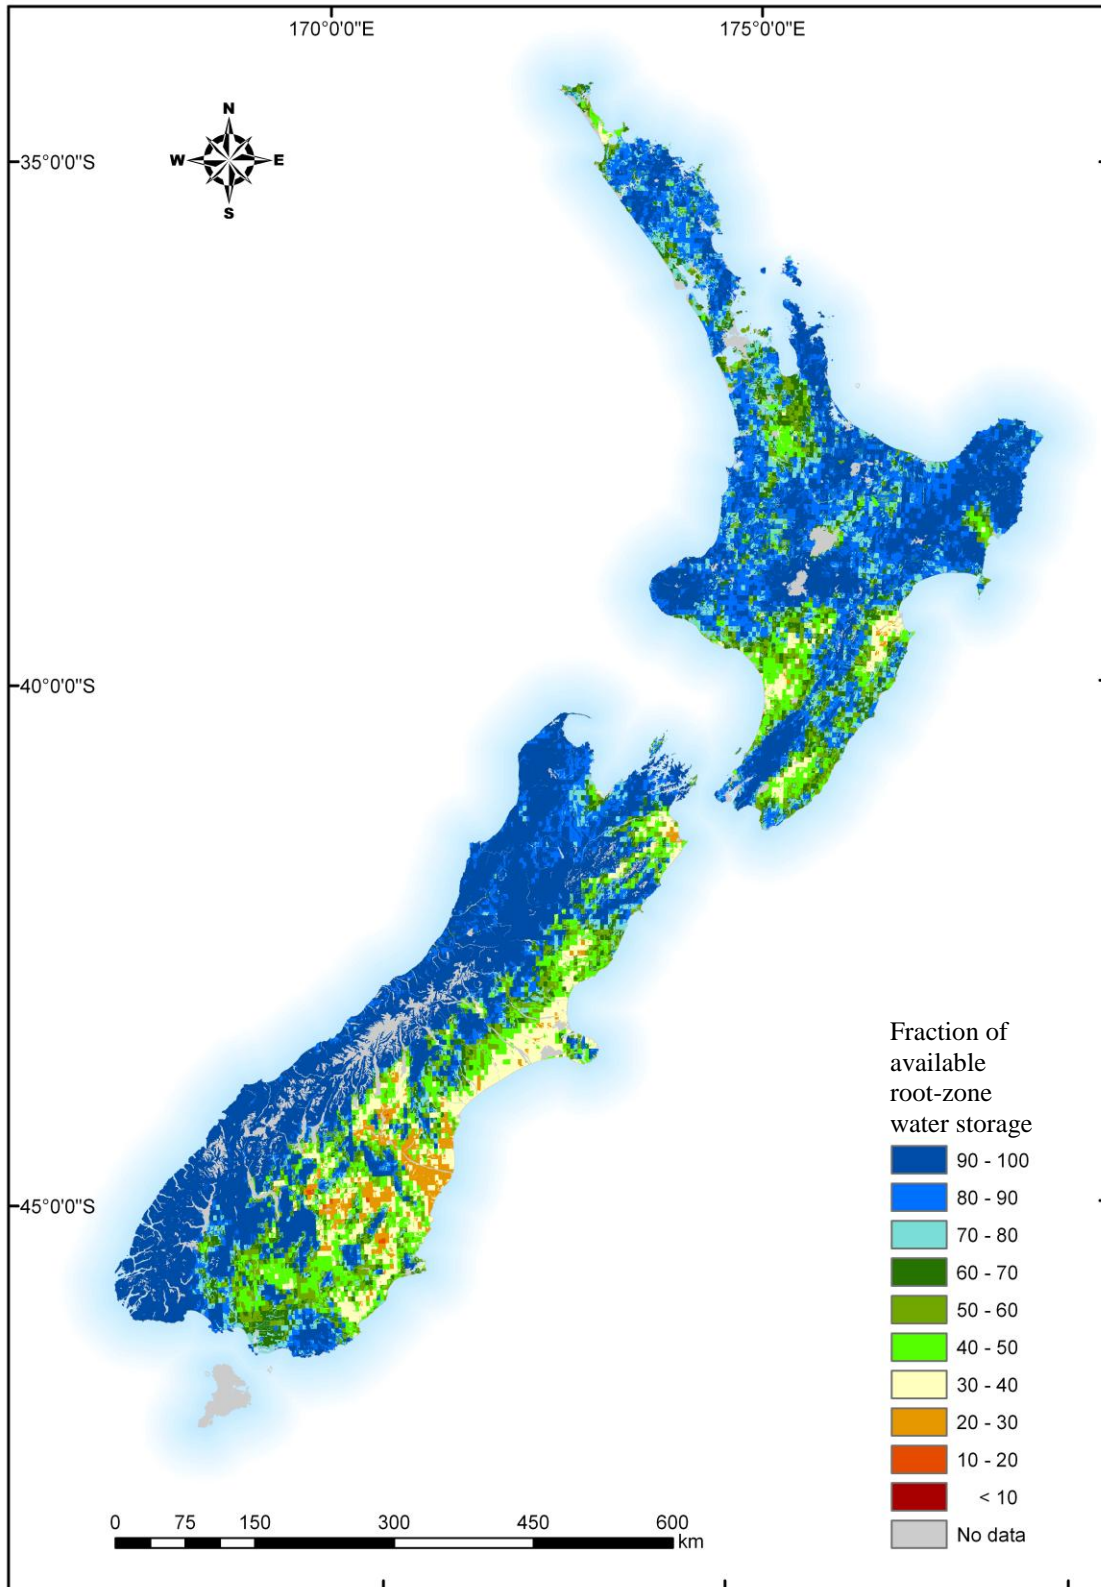 170°0'0"E
175°0'0"E
N
W
E
S
35°0'0"S
40°0'0"S
45°0'0"S
Fraction of
available
root-zone
water storage
90 - 100
80 - 90
70 - 80
60 - 70
50 - 60
40 - 50
30 - 40
20 - 30
10 - 20
< 10
No data
0 75 150 300 450 600
km